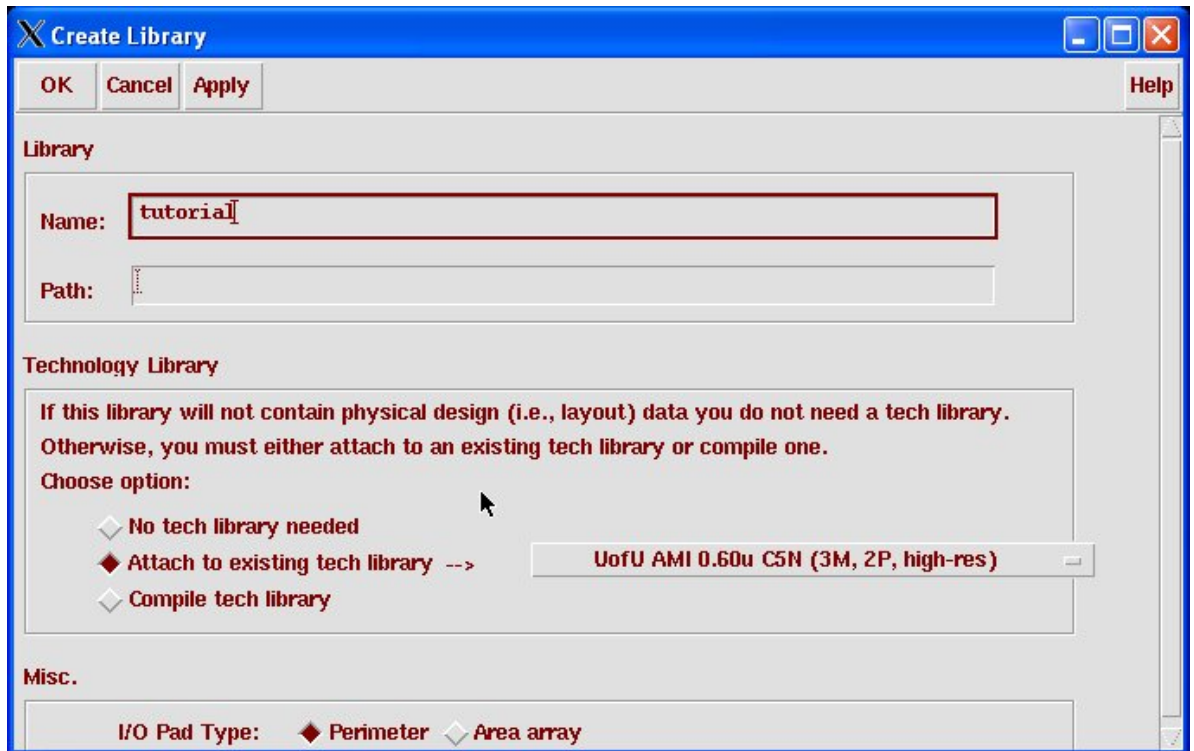 Create Library
OK Cancel Apply Help
Library
Name: tutorial
Path:
Technology Library
If this library will not contain physical design (i.e., layout) data you do not need a tech library.
Otherwise, you must either attach to an existing tech library or compile one.
Choose option:
No tech library needed
Attach to existing tech library --> UofU AMI 0.60u C5N (3M, 2P, high-res)
Compile tech library
Misc.
I/O Pad Type: Perimeter Area array